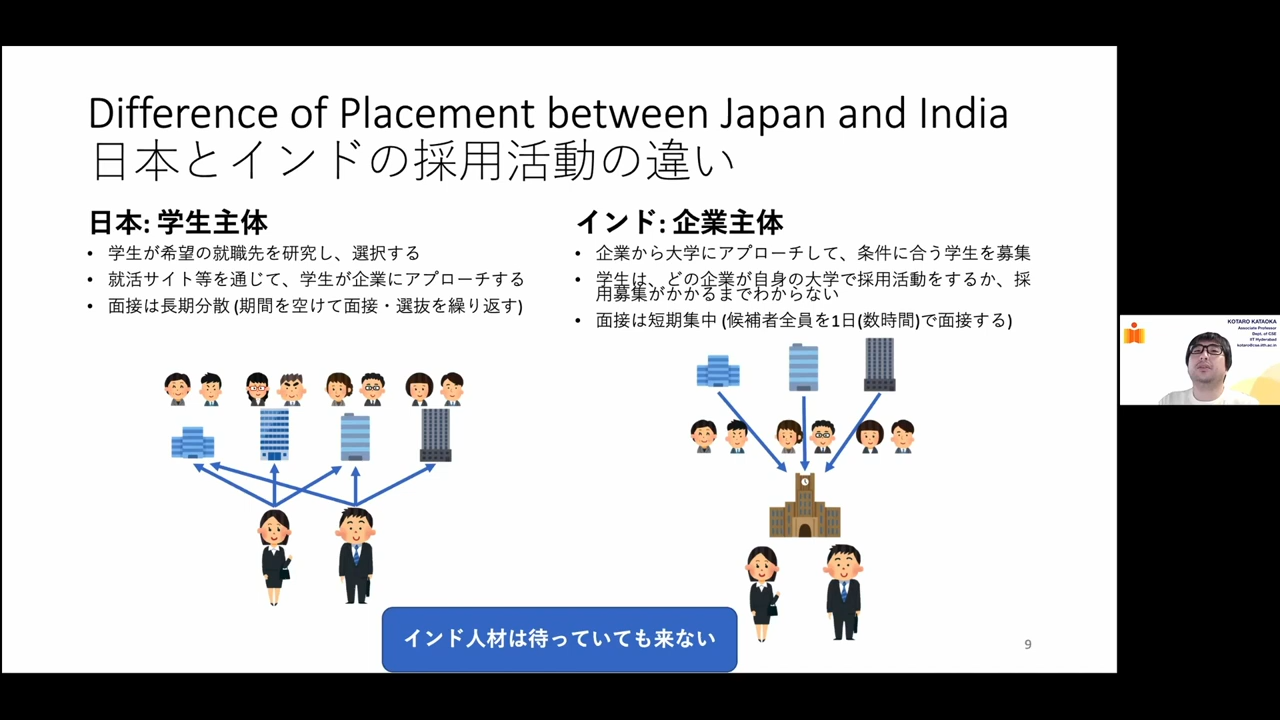 Difference of Placement between Japan and India
日本とインドの採用活動の違い
日本: 学生主体
• 学生が希望の就職先を研究し、選択する
• 就活サイト等を通じて、学生が企業にアプローチする
• 面接は長期分散 (期間を空けて面接・選抜を繰り返す)
インド: 企業主体
• 企業から大学にアプローチして、条件に合う学生を募集
• 学生は、どの企業が自身の大学で採用活動をするか、採
用募集がかかるまでわからない
• 面接は短期集中 (候補者全員を1日(数時間)で面接する)
インド人材は待っていても来ない
9
KOTARO KATAOKA
Associate Professor
Dept. of CSE
IIT Hyderabad
kotaro@cse.iith.ac.in